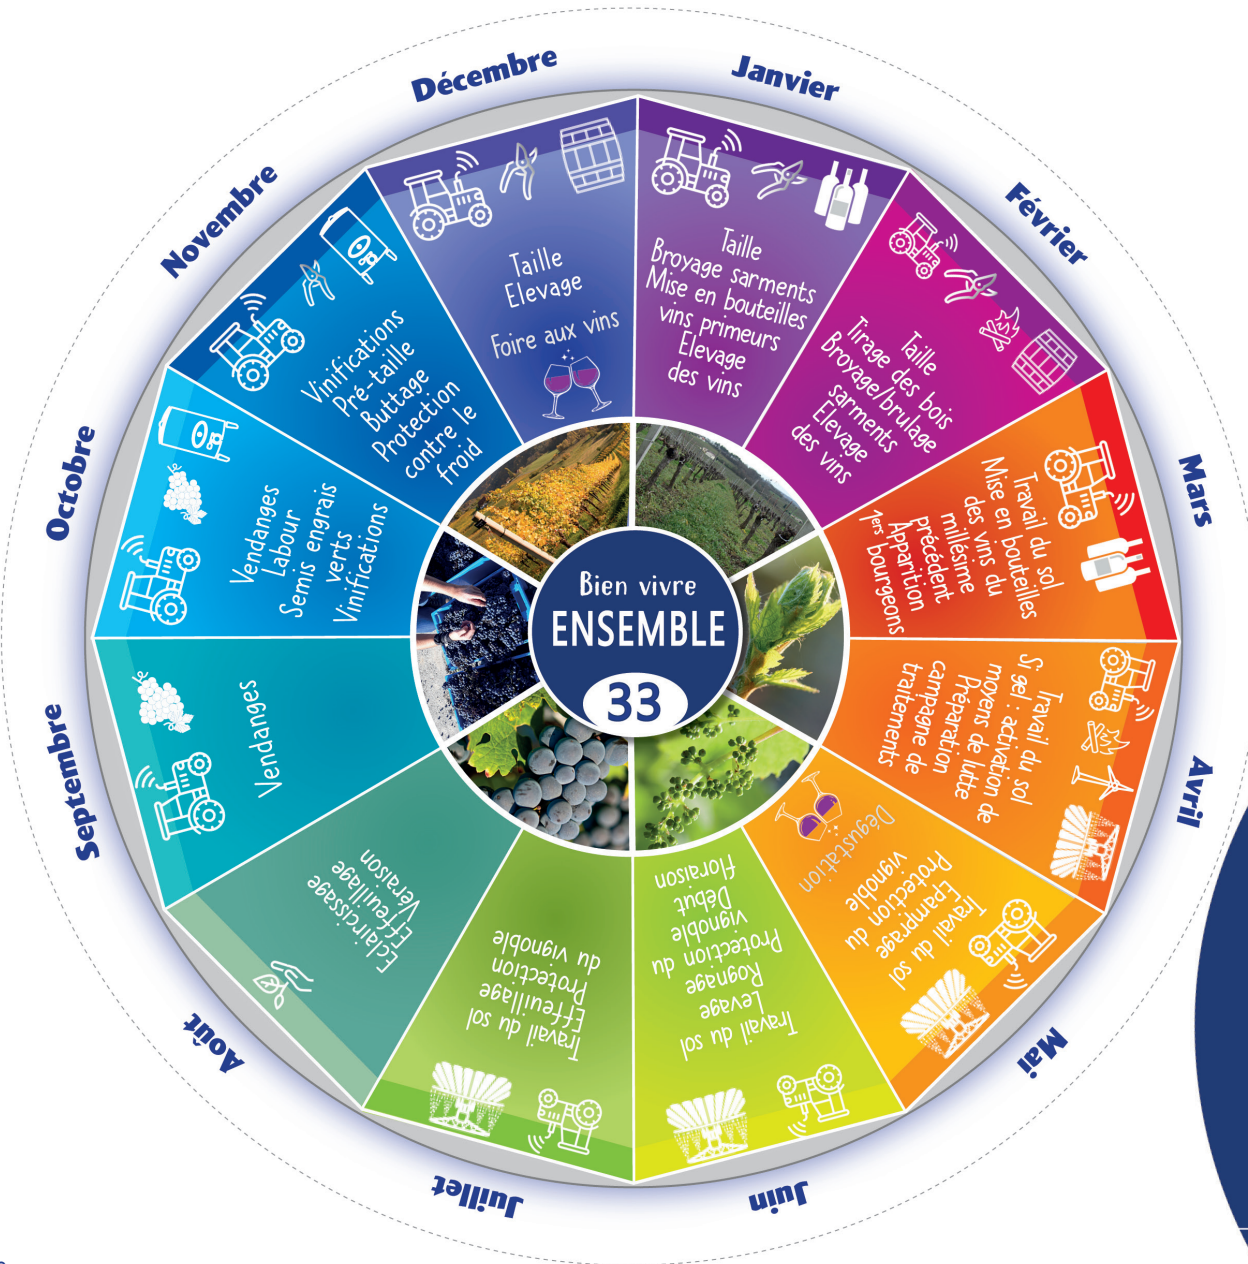 Janvier
Taille
Broyage sarments
Mise en bouteilles
vins primeurs
Elevage
des vins
Février
Taille
Tirage des bois
Broyage/brulage
sarments
Elevage
des vins
Mars
Travail du sol
Mise en bouteilles
des vins du
millésime
précédent
Apparition
1ers bourgeons
Avril
Travail du sol
Si gel : activation de
moyens de lutte
Préparation
campagne de
traitements
Mai
Travail du sol
Epamprage
Protection du
vignoble
Dégustation
Juin
Travail du sol
Levage
Rognage
Protection du
vignoble
Début
floraison
Juillet
Travail du sol
Effeuillage
Protection
du vignoble
Août
Eclaircissage
Effeuillage
Véraison
Septembre
Vendanges
Octobre
Vendanges
Labour
Semis engrais
verts
Vinifications
Novembre
Vinifications
Pré-taille
Buttage
Protection
contre le
froid
Décembre
Taille
Elevage
Foire aux vins
Bien vivre
ENSEMBLE
33